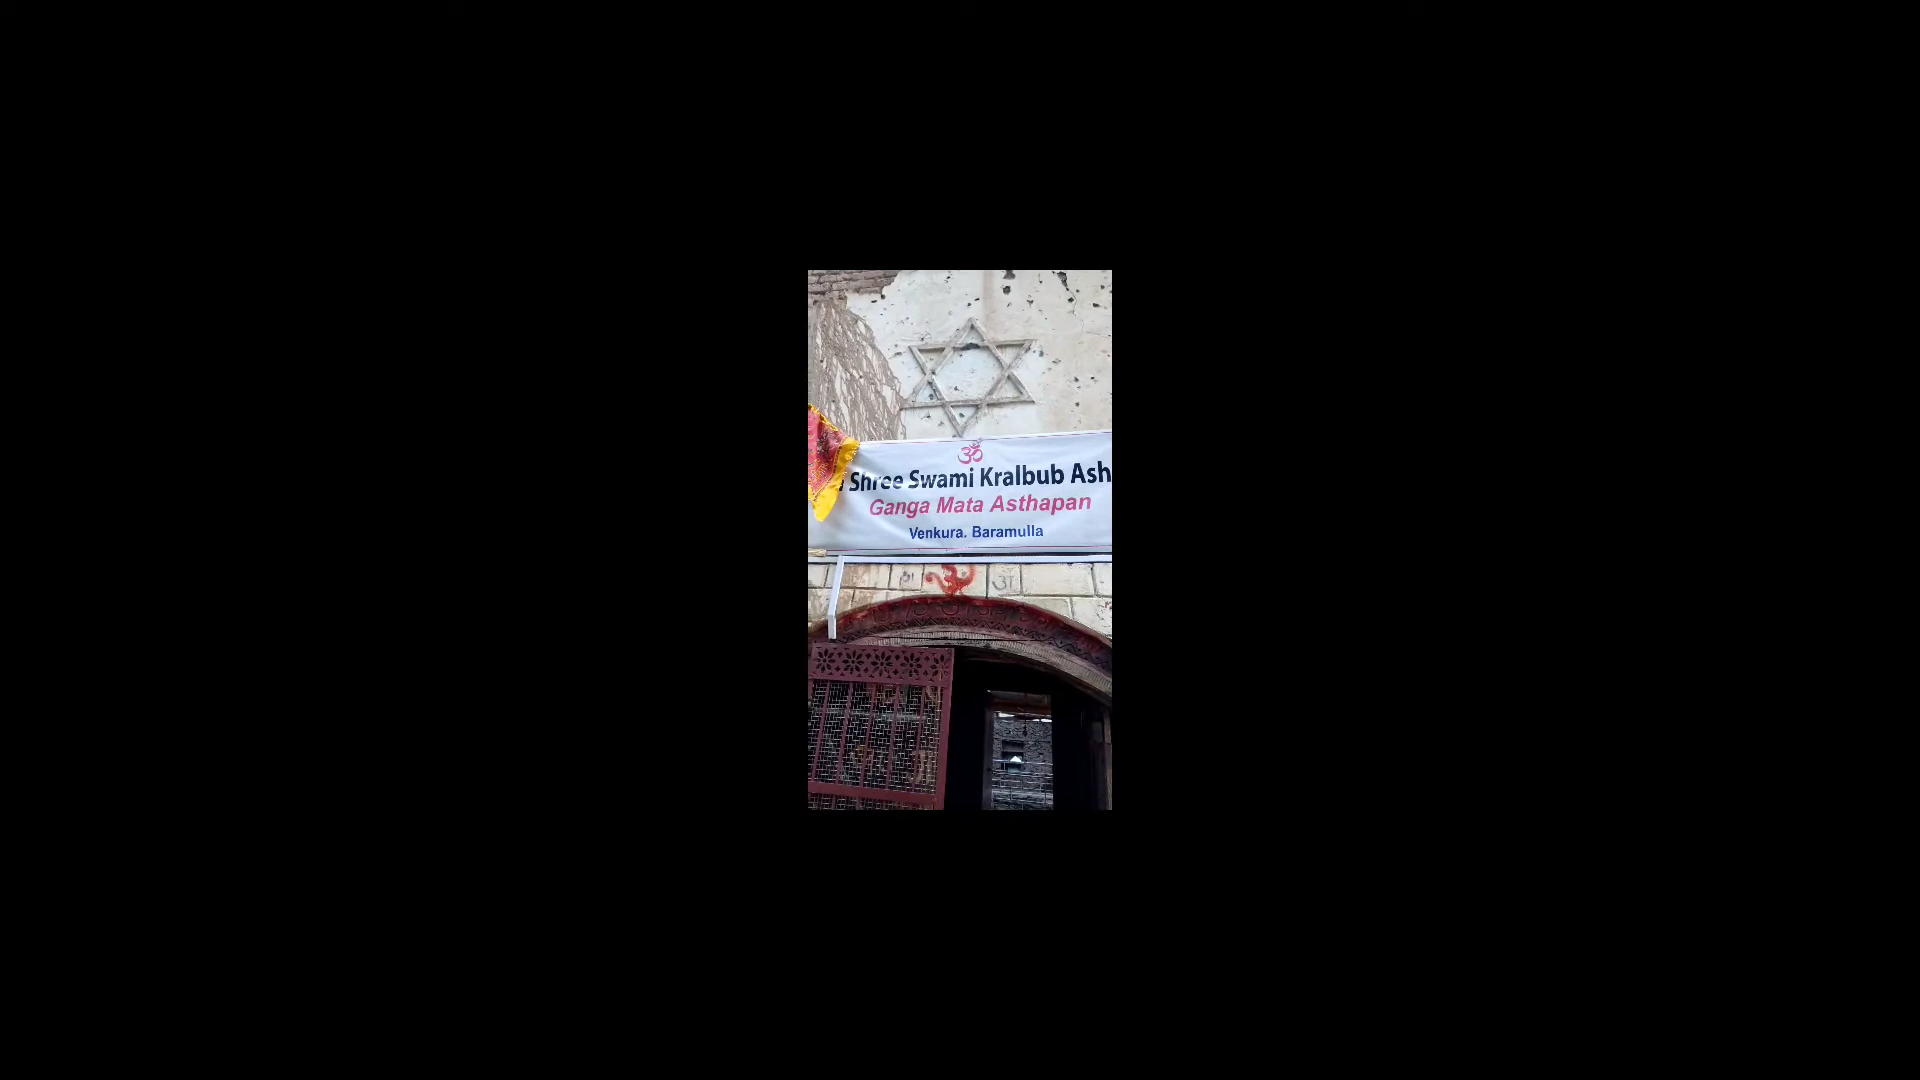 ॐ
Shree Swami Kralbub Ash
Ganga Mata Asthapan
Venkura. Baramulla
ॐ